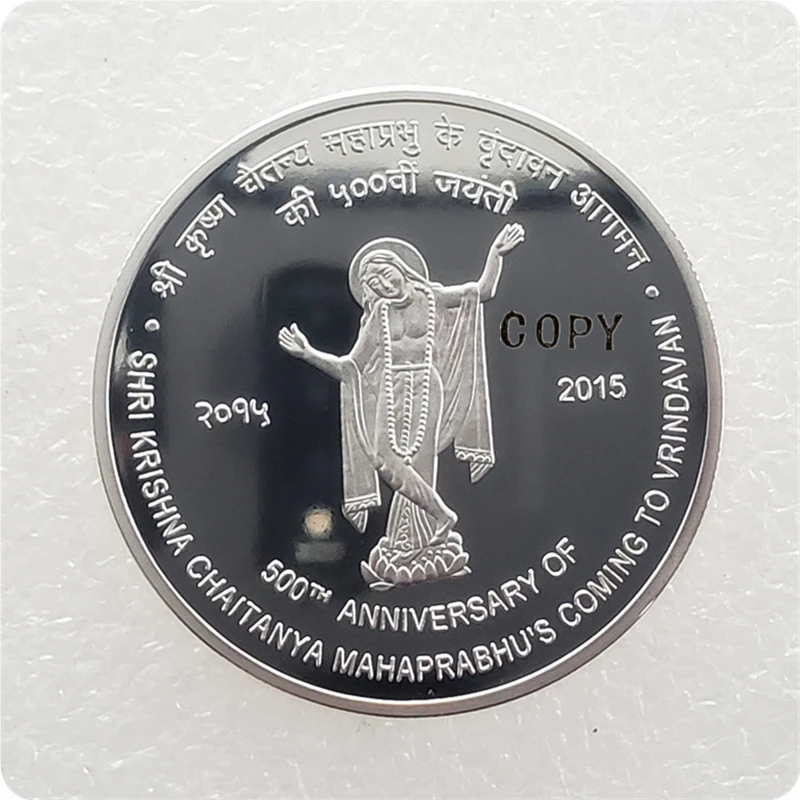 श्री कृष्ण चेतन्य महाप्रभु के वृंदावन आगमन
की ५००वीं जयंती
COPY
२०१५
2015
500TH ANNIVERSARY OF
SHRI KRISHNA CHAITANYA MAHAPRABHU'S COMING TO VRINDAVAN